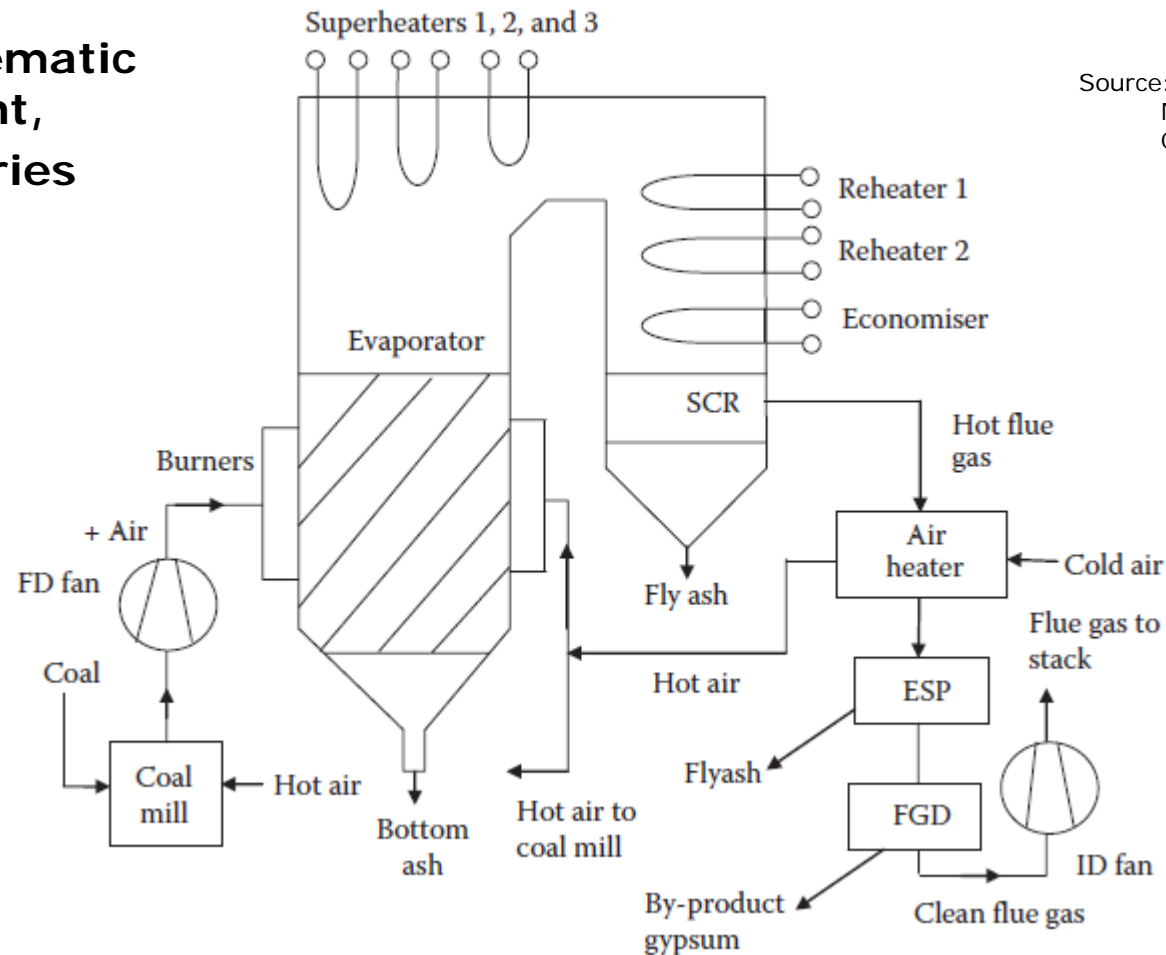 ematic
t,
ries
Source:
Superheaters 1, 2, and 3
Reheater 1
Reheater 2
Economiser
Evaporator
SCR
Hot flue
gas
Burners
+ Air
FD fan
Air
heater
Cold air
Fly ash
Flue gas to
stack
Coal
Hot air
ESP
Coal
mill
Hot air
Flyash
Hot air to
coal mill
Bottom
ash
FGD
ID fan
By-product
gypsum
Clean flue gas